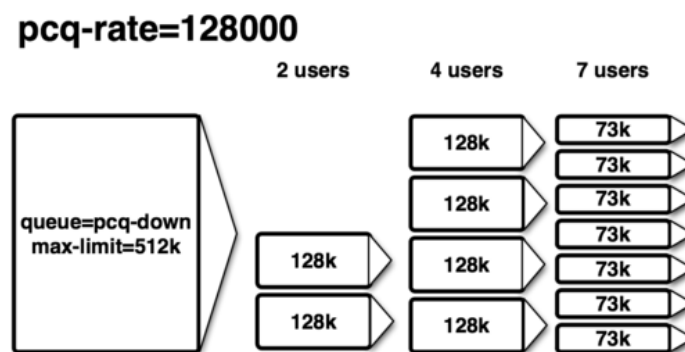 pcq-rate=128000
2 users
4 users
7 users
queue=pcq-down
max-limit=512k
128k
128k
128k
128k
128k
128k
73k
73k
73k
73k
73k
73k
73k